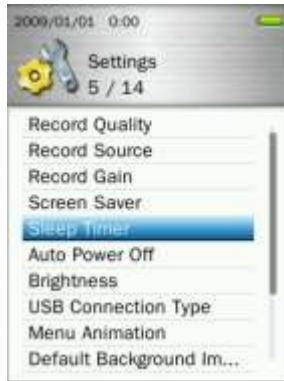 2009/01/01 0:00
Settings
5 / 14
Record Quality
Record Source
Record Gain
Screen Saver
Sleep Timer
Auto Power Off
Brightness
USB Connection Type
Menu Animation
Default Background Im...